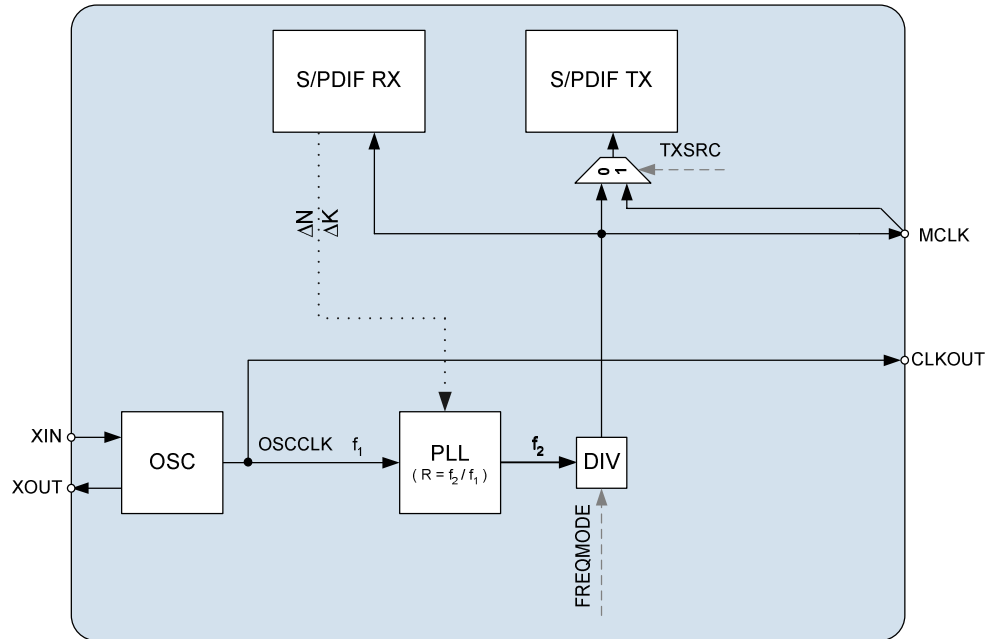 S/PDIF RX
S/PDIF TX
TXSRC
0
1
ΔN
ΔK
MCLK
CLKOUT
XIN
OSC
OSCCLK f₁
PLL
( R = f₂ / f₁ )
f₂
DIV
XOUT
FREQMODE